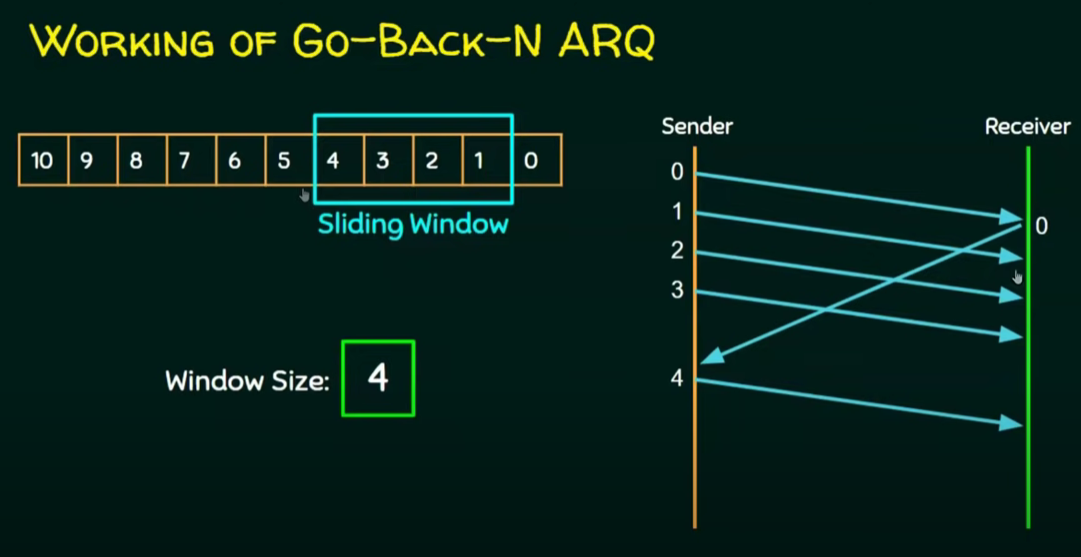 WORKING OF GO-BACK-N ARQ
10 9 8 7 6 5 4 3 2 1 0
Sliding Window
Window Size: 4
Sender Receiver
0
0
1
2
3
4